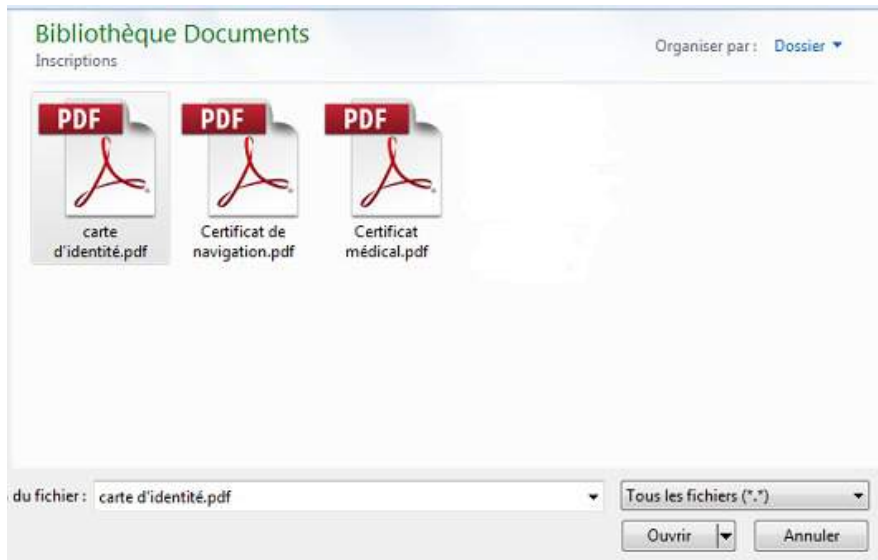 Bibliothèque Documents
Inscriptions
Organiser par : Dossier
PDF PDF PDF
carte d'identité.pdf
Certificat de navigation.pdf
Certificat médical.pdf
du fichier : carte d'identité.pdf
Tous les fichiers (*.*)
Ouvrir Annuler